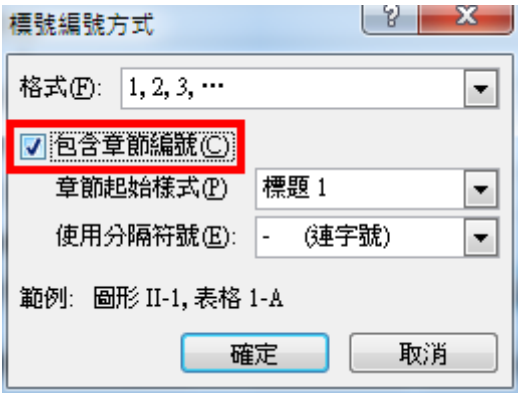 標號編號方式
格式(F): 1, 2, 3, …
包含章節編號(C)
章節起始樣式(P) 標題 1
使用分隔符號(E): - (連字號)
範例: 圖形 II-1, 表格 1-A
確定 取消